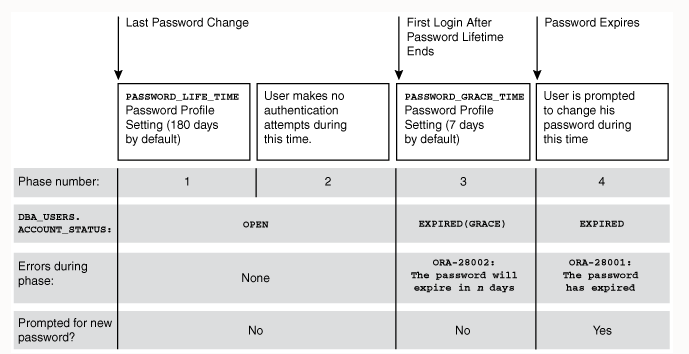 Last Password Change
First Login After
Password Lifetime
Ends
Password Expires
PASSWORD_LIFE_TIME
Password Profile
Setting (180 days
by default)
User makes no
authentication
attempts during
this time.
PASSWORD_GRACE_TIME
Password Profile
Setting (7 days
by default)
User is prompted
to change his
password during
this time
Phase number:
1
2
3
4
DBA_USERS.
ACCOUNT_STATUS:
OPEN
EXPIRED(GRACE)
EXPIRED
Errors during
phase:
None
ORA-28002:
The password will
expire in n days
ORA-28001:
The password
has expired
Prompted for new
password?
No
No
Yes